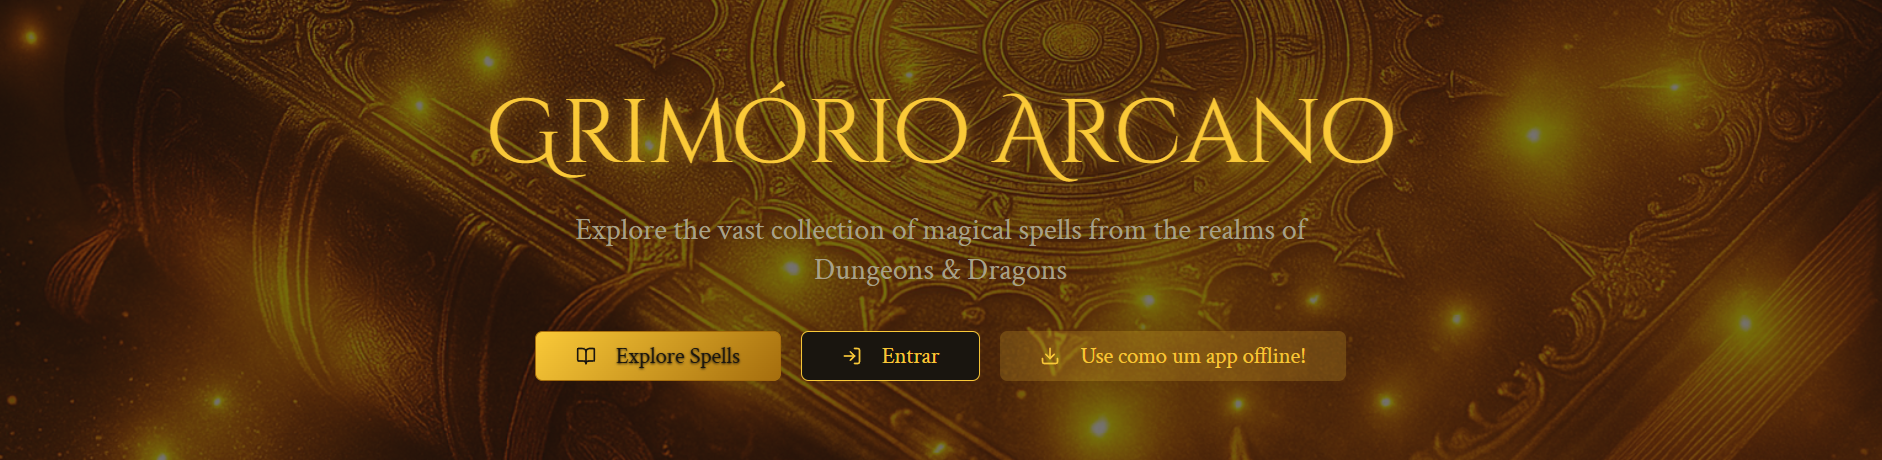 Grimório Arcano
Explore the vast collection of magical spells from the realms of
Dungeons & Dragons
Explore Spells
Entrar
Use como um app offline!